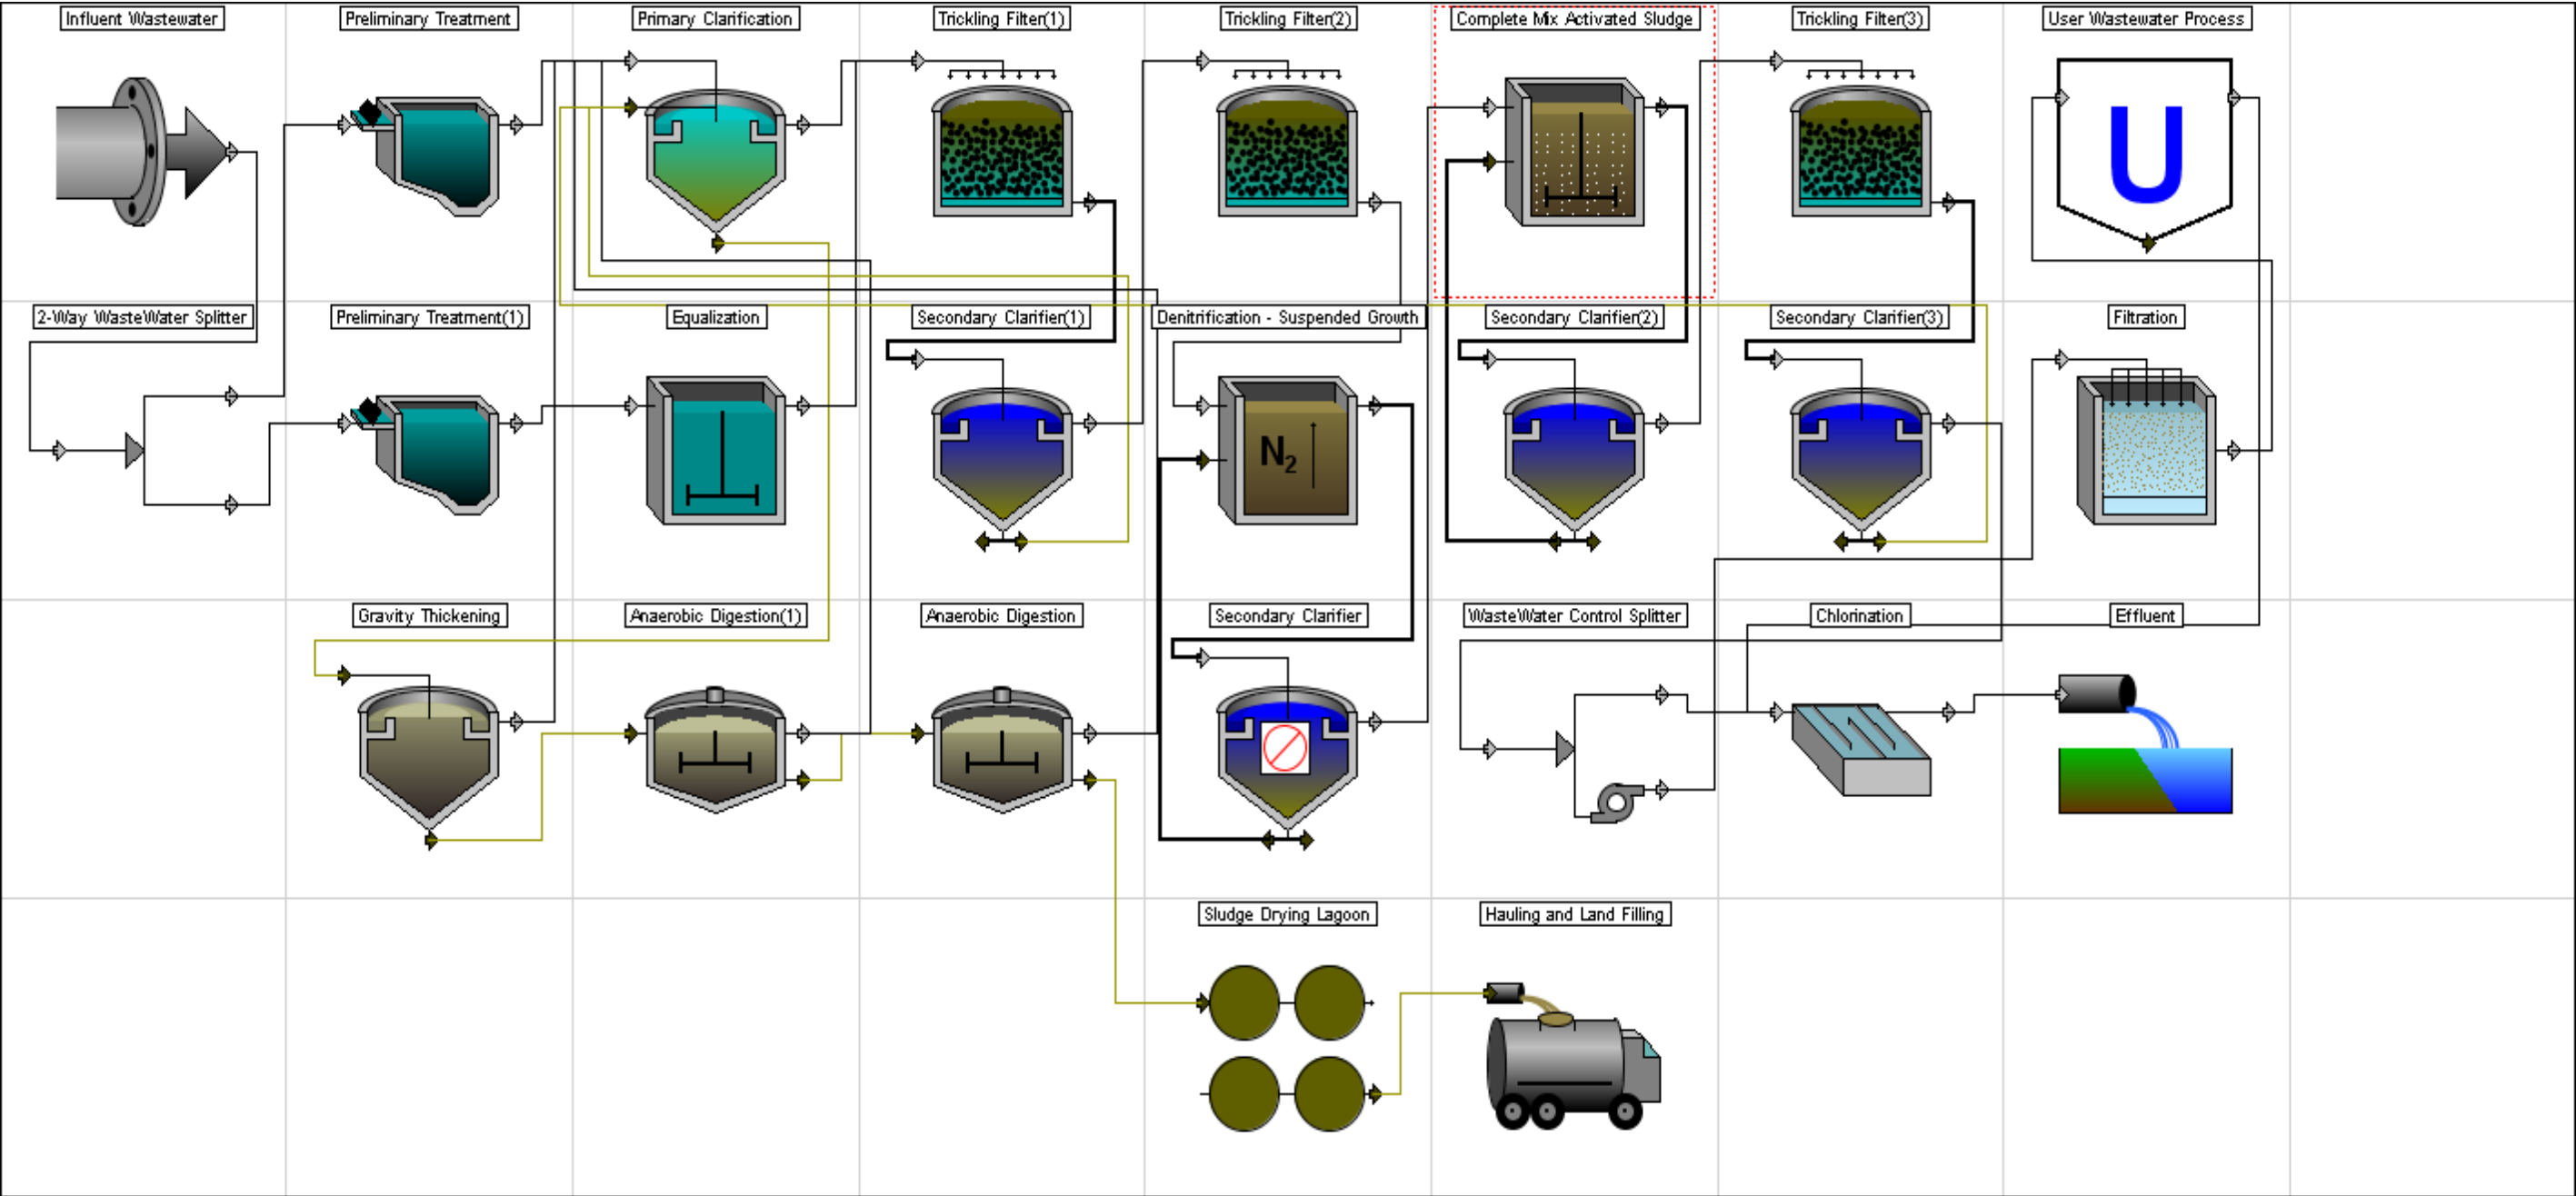 Influent Wastewater
Preliminary Treatment
Primary Clarification
Trickling Filter(1)
Trickling Filter(2)
Complete Mix Activated Sludge
Trickling Filter(3)
User Wastewater Process
U
2-Way WasteWater Splitter
Preliminary Treatment(1)
Equalization
Secondary Clarifier(1)
Denitrification - Suspended Growth
Secondary Clarifier(2)
Secondary Clarifier(3)
Filtration
N₂
Gravity Thickening
Anaerobic Digestion(1)
Anaerobic Digestion
Secondary Clarifier
WasteWater Control Splitter
Chlorination
Effluent
Sludge Drying Lagoon
Hauling and Land Filling